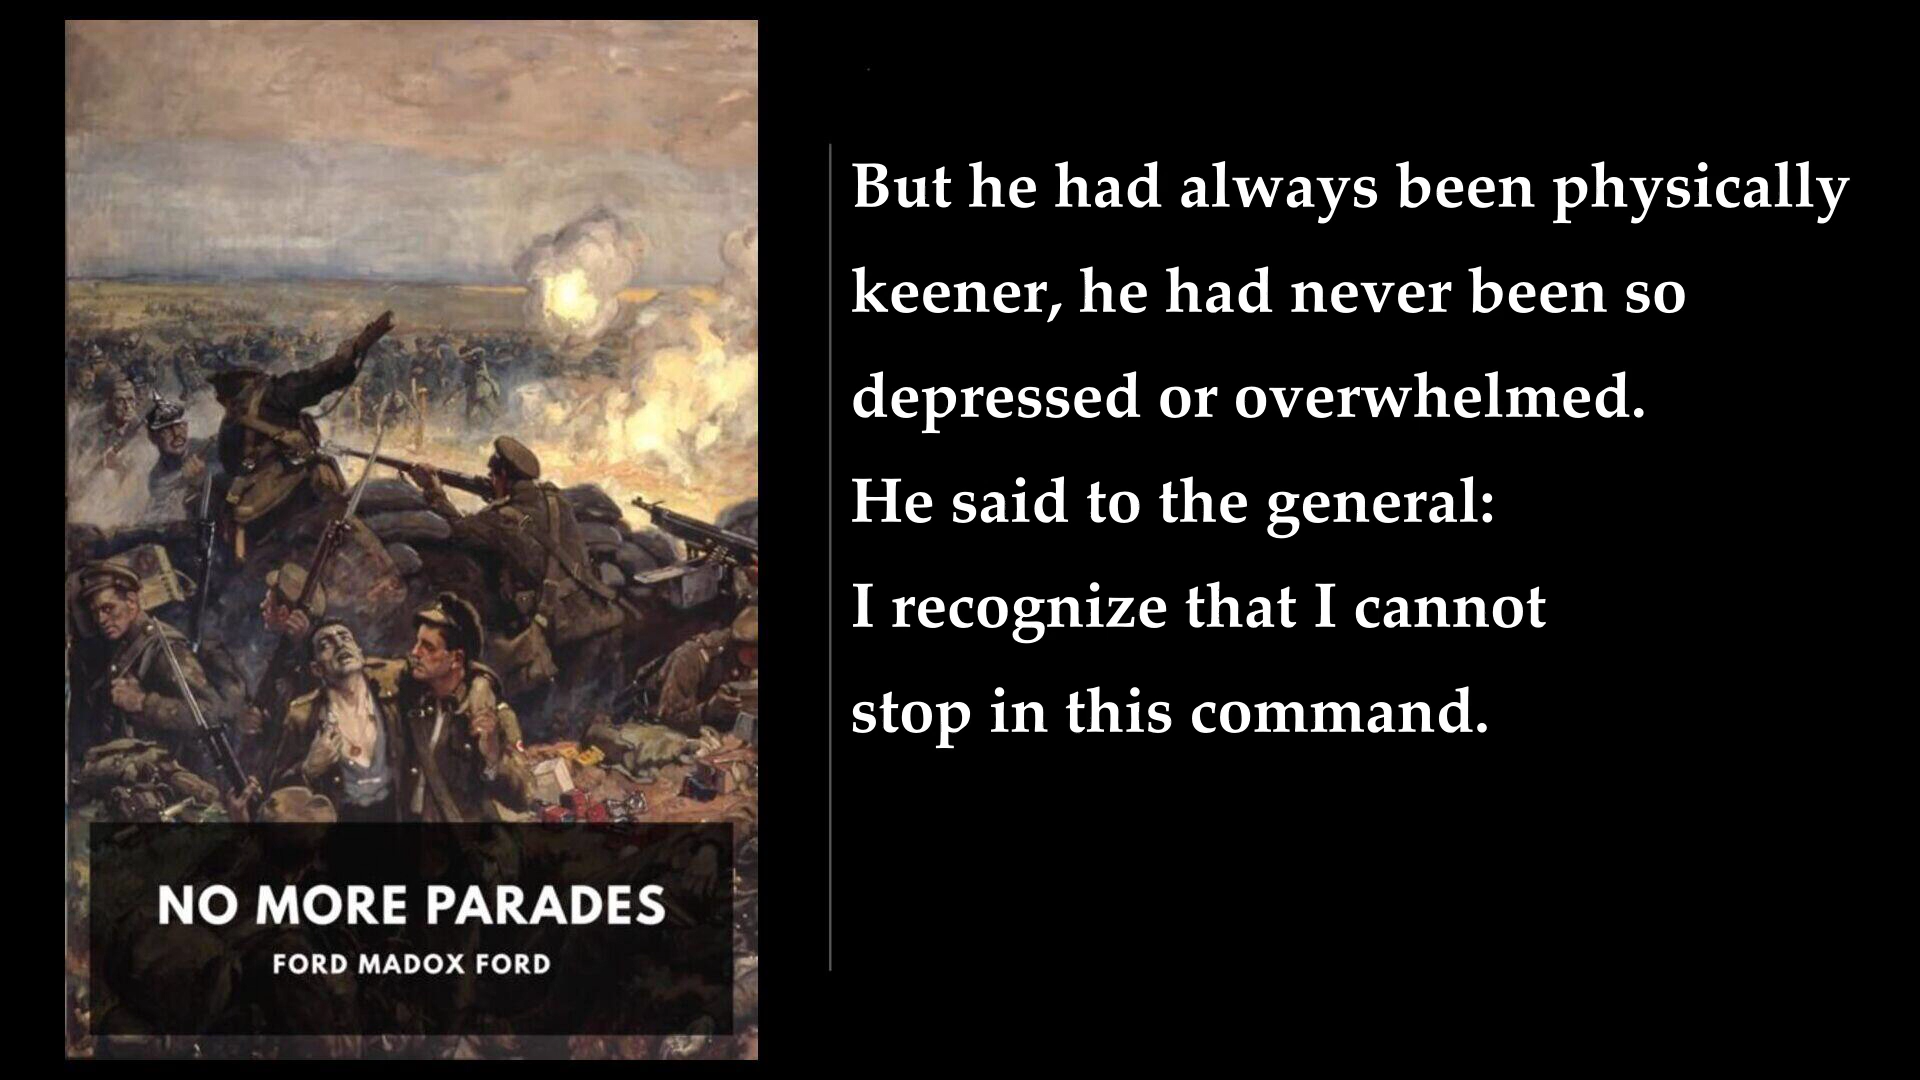 But he had always been physically
keener, he had never been so
depressed or overwhelmed.
He said to the general:
I recognize that I cannot
stop in this command.
NO MORE PARADES
FORD MADOX FORD